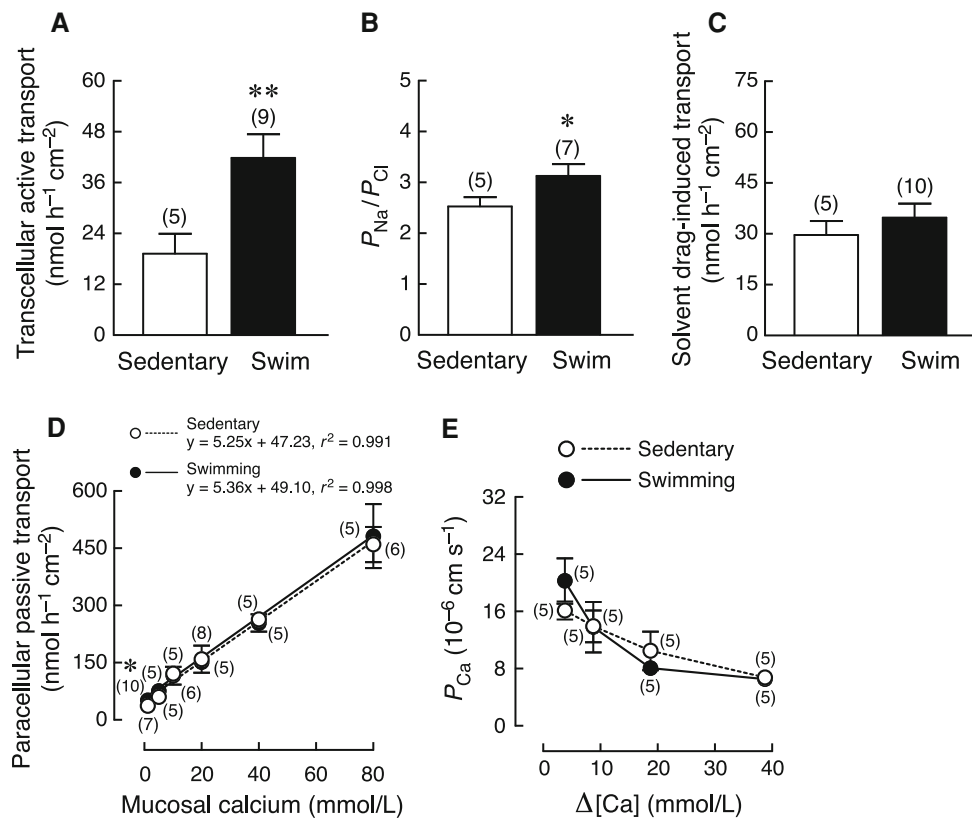 A
Transcellular active transport
(nmol h⁻¹ cm⁻²)
60
48
36
24
12
0
(5)
**
(9)
Sedentary
Swim
B
P_Na / P_Cl
5
4
3
2
1
0
(5)
*
(7)
Sedentary
Swim
C
Solvent drag-induced transport
(nmol h⁻¹ cm⁻²)
75
60
45
30
15
0
(5)
(10)
Sedentary
Swim
D
Sedentary
y = 5.25x + 47.23, r² = 0.991
Swimming
y = 5.36x + 49.10, r² = 0.998
Paracellular passive transport
(nmol h⁻¹ cm⁻²)
600
450
300
150
0
*
(10)
(7)
(5)
(5)
(5)
(6)
(8)
(5)
(5)
(5)
(5)
(6)
0
20
40
60
80
Mucosal calcium (mmol/L)
E
Sedentary
Swimming
P_Ca (10⁻⁶ cm s⁻¹)
32
24
16
8
0
(5)
(5)
(5)
(5)
(5)
(5)
(5)
(5)
0
10
20
30
40
Δ[Ca] (mmol/L)